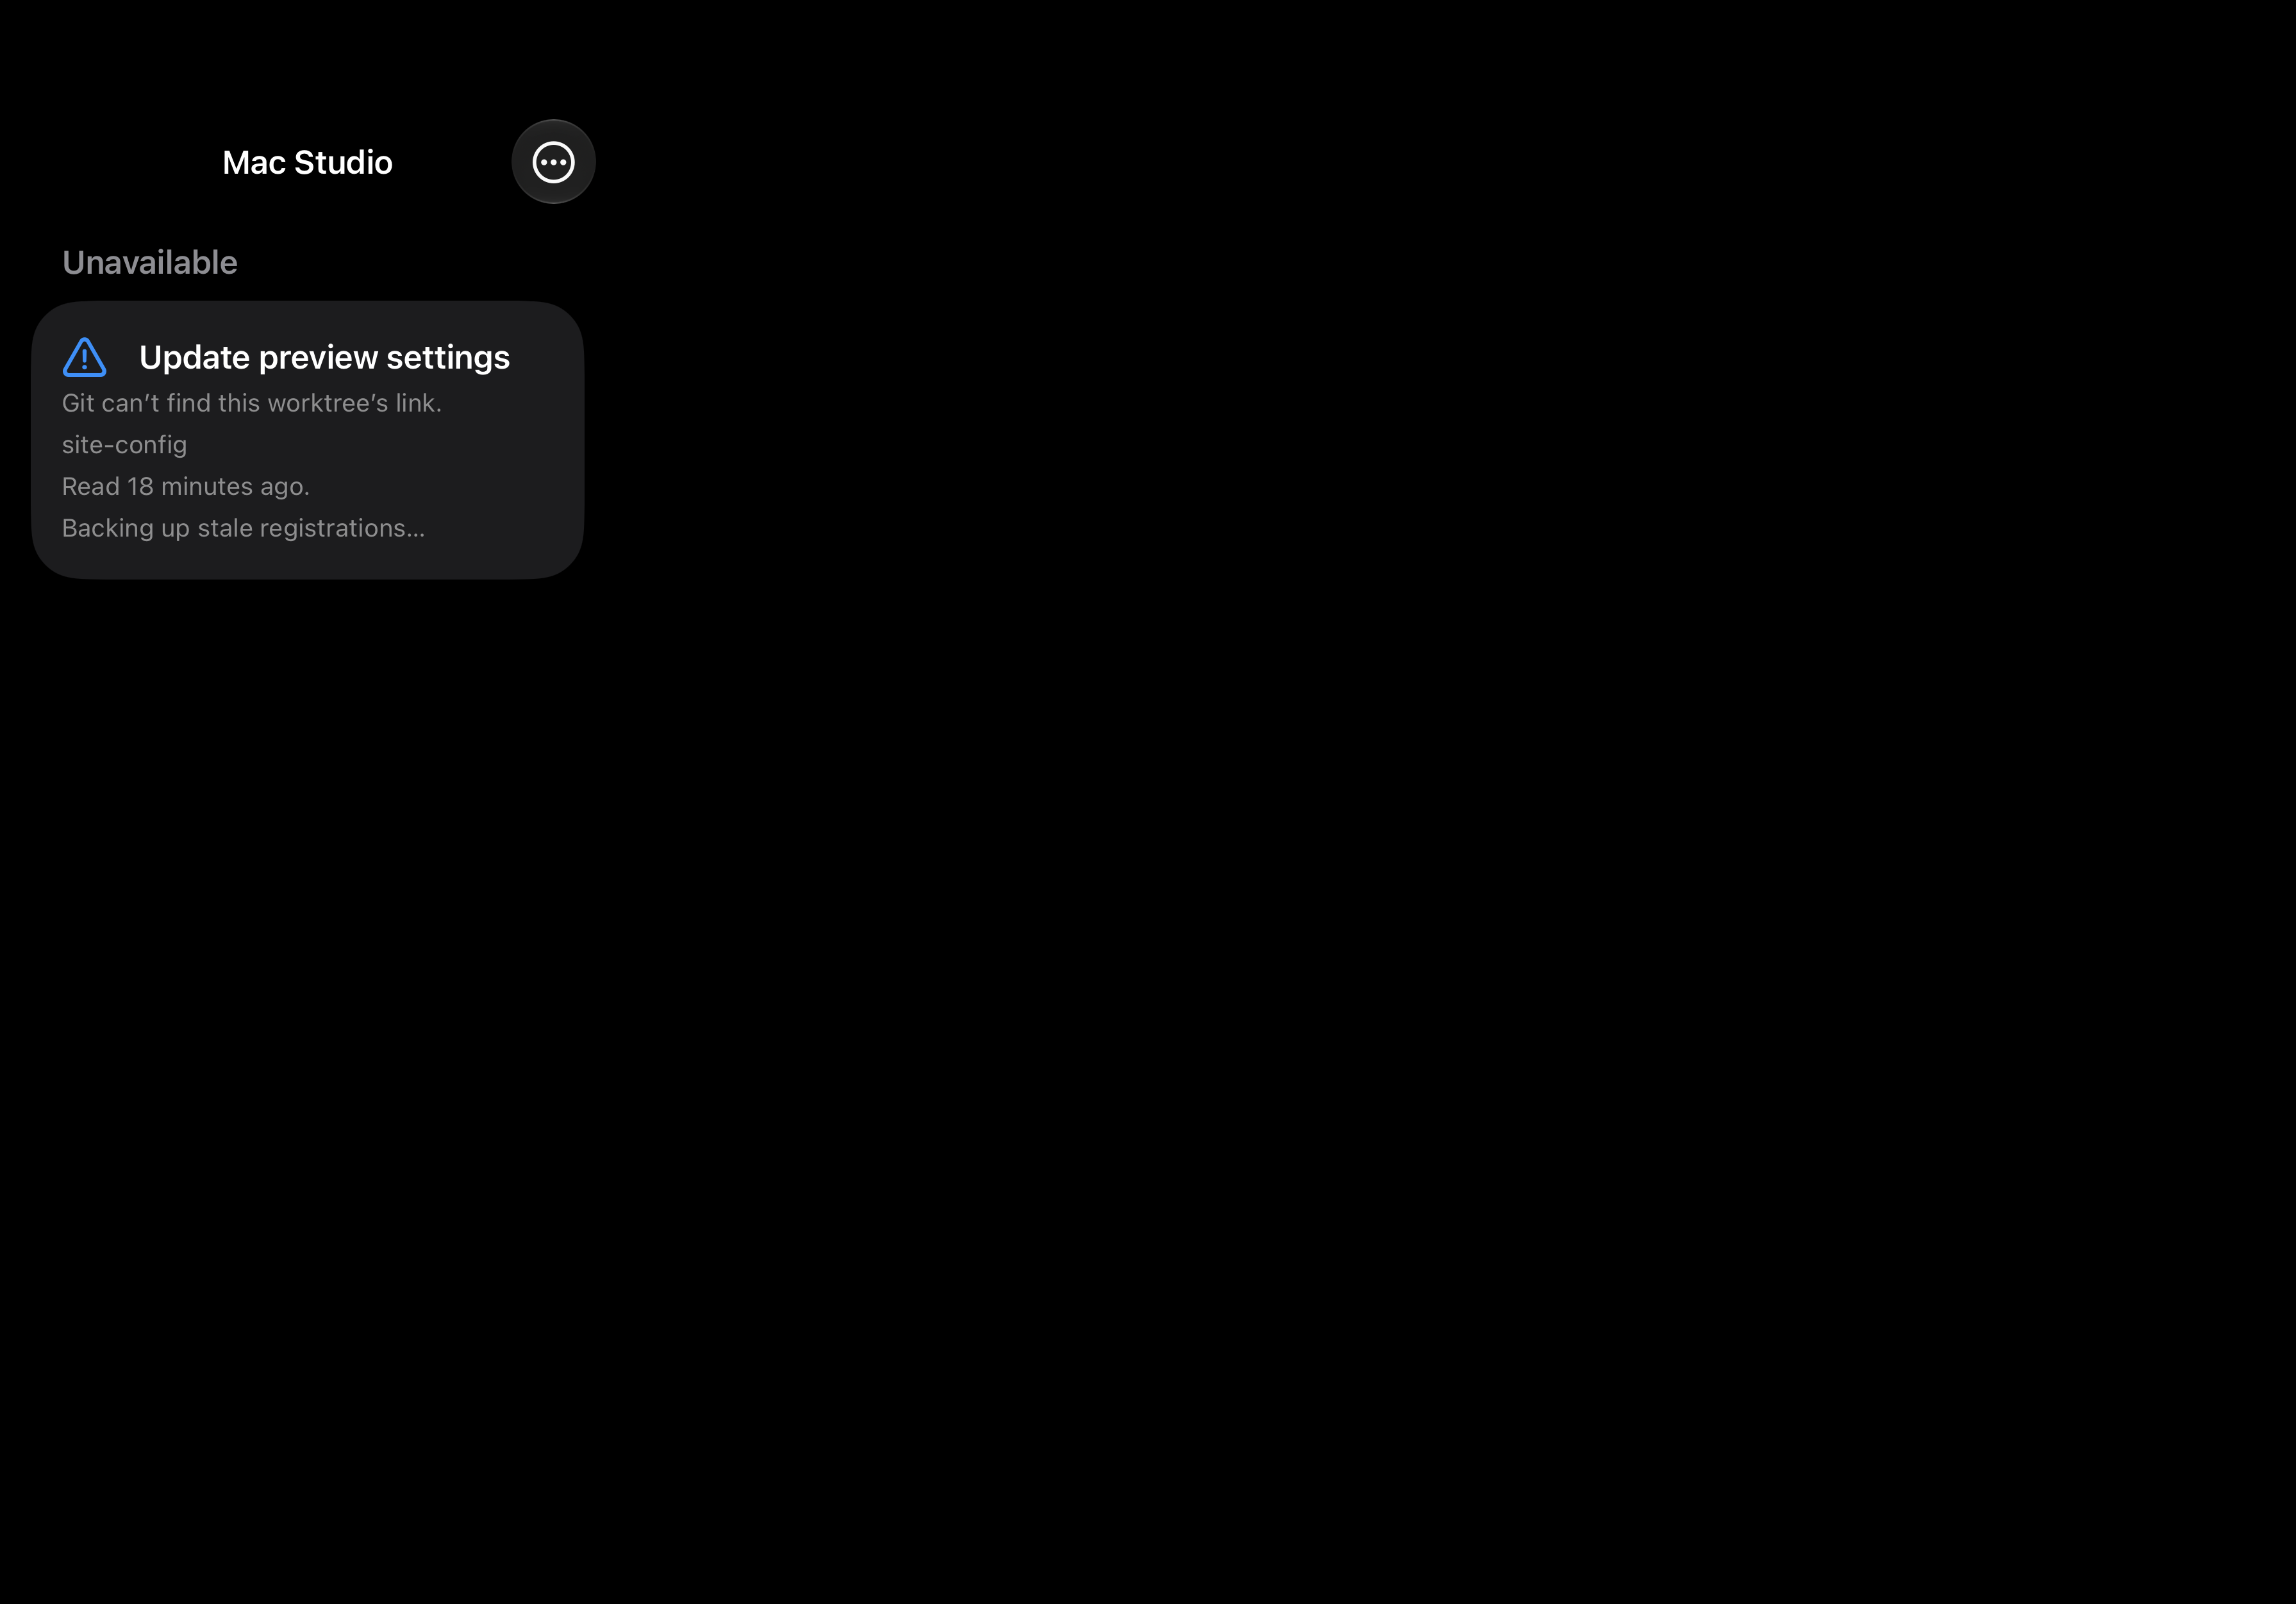 Mac Studio
Unavailable
Update preview settings
Git can’t find this worktree’s link.
site-config
Read 18 minutes ago.
Backing up stale registrations...